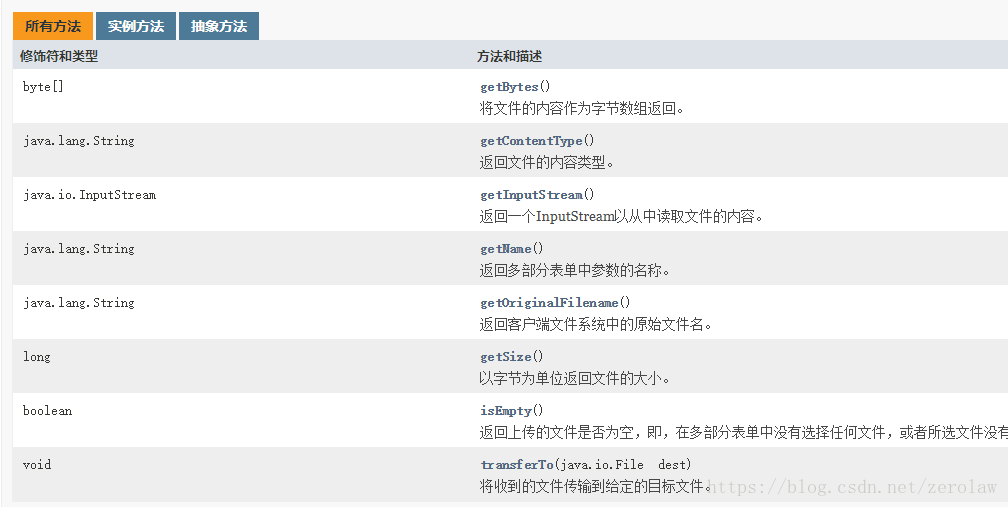 所有方法 实例方法 抽象方法
修饰符和类型 方法和描述
byte[] getBytes()
将文件的内容作为字节数组返回。
java.lang.String getContentType()
返回文件的内容类型。
java.io.InputStream getInputStream()
返回一个InputStream以从中读取文件的内容。
java.lang.String getName()
返回多部分表单中参数的名称。
java.lang.String getOriginalFilename()
返回客户端文件系统中的原始文件名。
long getSize()
以字节为单位返回文件的大小。
boolean isEmpty()
返回上传的文件是否为空，即，在多部分表单中没有选择任何文件，或者所选文件没有
void transferTo(java.io.File dest)
将收到的文件传输到给定的目标文件。
https://blog.csdn.net/zerolaw